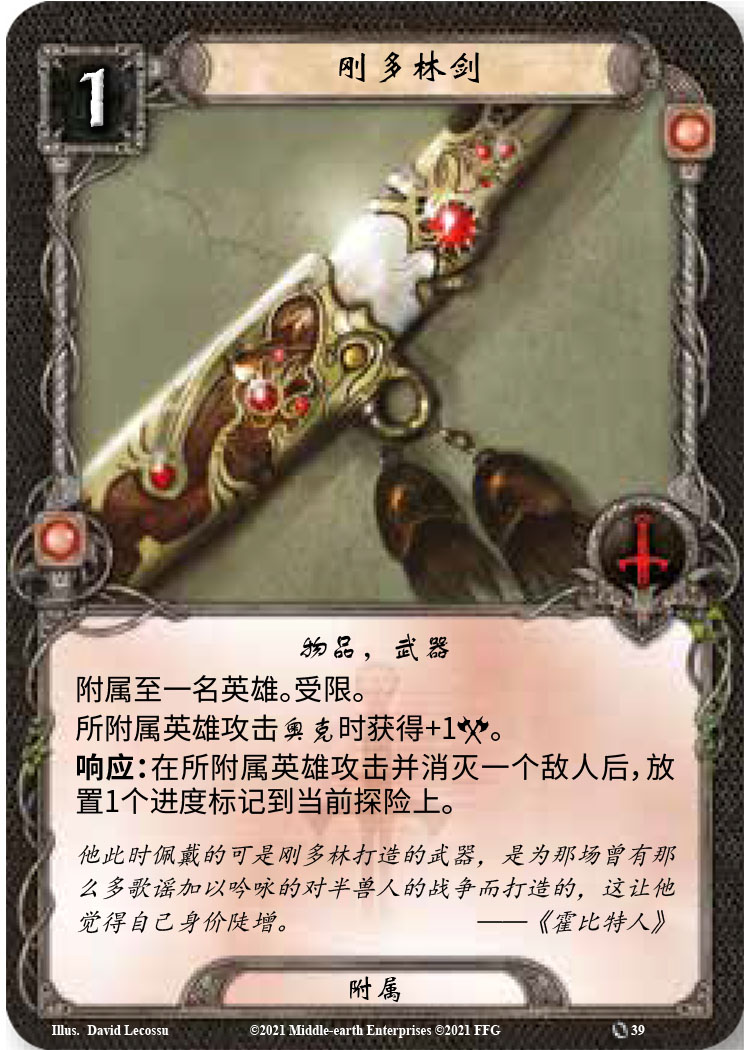 1
刚多林剑
物品，武器
附属至一名英雄。受限。
所附属英雄攻击奥克时获得+1。
响应：在所附属英雄攻击并消灭一个敌人后，放
置1个进度标记到当前探险上。
他此时佩戴的可是刚多林打造的武器，是为那场曾有那
么多歌谣加以吟咏的对半兽人的战争而打造的，这让他
觉得自己身价陡增。 ——《霍比特人》
附属
Illus. David Lecossu ©2021 Middle-earth Enterprises ©2021 FFG 39